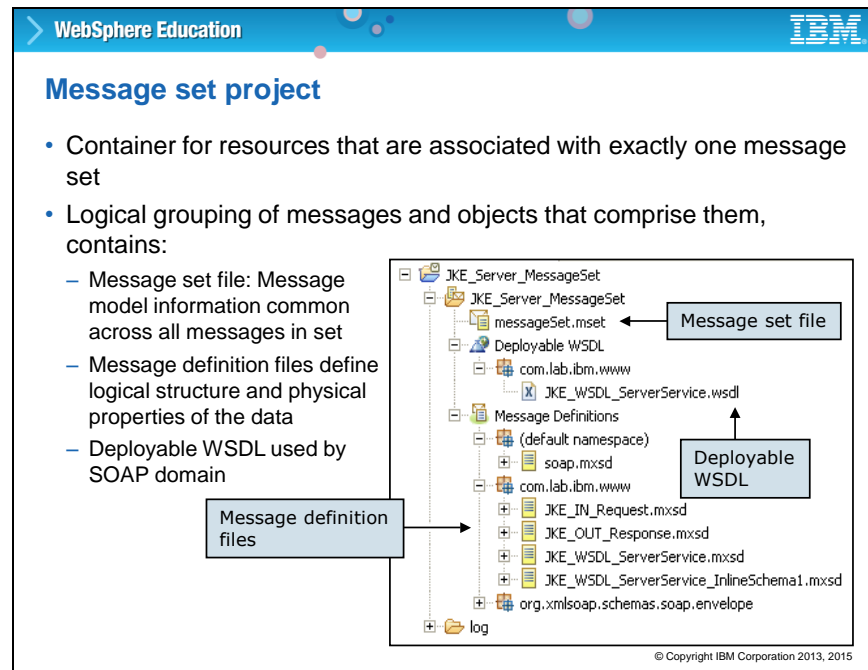 WebSphere Education
IBM
Message set project
• Container for resources that are associated with exactly one message
set
• Logical grouping of messages and objects that comprise them,
contains:
– Message set file: Message
model information common
across all messages in set
– Message definition files define
logical structure and physical
properties of the data
– Deployable WSDL used by
SOAP domain
JKE_Server_MessageSet
JKE_Server_MessageSet
messageSet.mset
Message set file
Deployable WSDL
com.lab.ibm.www
JKE_WSDL_ServerService.wsdl
Message Definitions
(default namespace)
soap.mxsd
Deployable
WSDL
com.lab.ibm.www
JKE_IN_Request.mxsd
JKE_OUT_Response.mxsd
JKE_WSDL_ServerService.mxsd
JKE_WSDL_ServerService_InlineSchema1.mxsd
org.xmlsoap.schemas.soap.envelope
log
Message definition
files
© Copyright IBM Corporation 2013, 2015